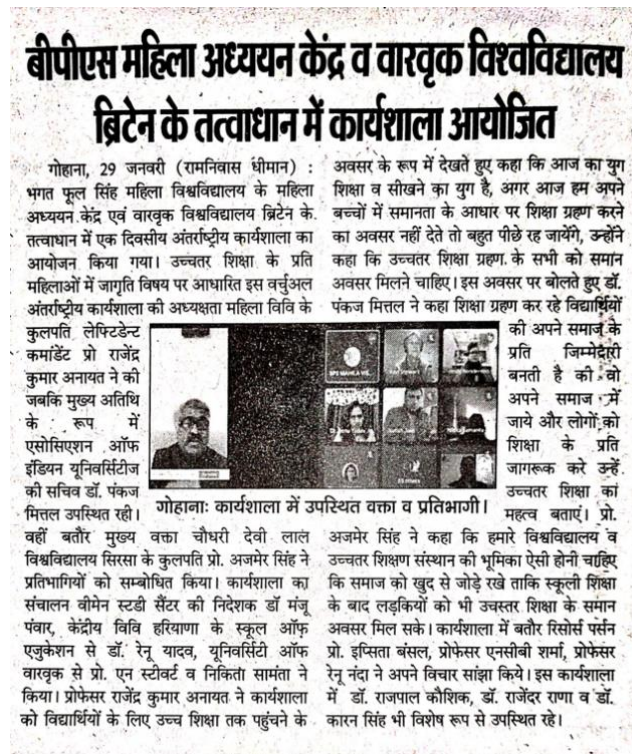 बीपीएस महिला अध्ययन केंद्र व वारवृक विश्वविद्यालय
ब्रिटेन के तत्वाधान में कार्यशाला आयोजित
गोहाना, 29 जनवरी (रामनिवास धीमान) :
भगत फूल सिंह महिला विश्वविद्यालय के महिला
अध्ययन केंद्र एवं वारवृक विश्वविद्यालय ब्रिटेन के
तत्वाधान में एक दिवसीय अंतर्राष्ट्रीय कार्यशाला का
आयोजन किया गया। उच्चतर शिक्षा के प्रति
महिलाओं में जागृति विषय पर आधारित इस वर्चुअल
अंतर्राष्ट्रीय कार्यशाला की अध्यक्षता महिला विवि के
कुलपति लेफ्टिडेन्ट
कमांडेंट प्रो राजेंद्र
कुमार अनायत ने की
जबकि मुख्य अतिथि
के रूप में
एसोसिएशन ऑफ
इंडियन यूनिवर्सिटीज
की सचिव डॉ. पंकज
मित्तल उपस्थित रही।
वहीं बतौर मुख्य वक्ता चौधरी देवी लाल
विश्वविद्यालय सिरसा के कुलपति प्रो. अजमेर सिंह ने
प्रतिभागियों को सम्बोधित किया। कार्यशाला का
संचालन वीमेन स्टडी सैंटर की निदेशक डॉ मंजू
पंवार, केंद्रीय विवि हरियाणा के स्कूल ऑफ
एजुकेशन से डॉ. रेनू यादव, यूनिवर्सिटी ऑफ
वारवृक से प्रो. एन स्टीवर्ट व निकिता सामंता ने
किया। प्रोफेसर राजेंद्र कुमार अनायत ने कार्यशाला
को विद्यार्थियों के लिए उच्च शिक्षा तक पहुंचने के
गोहानाः कार्यशाला में उपस्थित वक्ता व प्रतिभागी।
अवसर के रूप में देखते हुए कहा कि आज का युग
शिक्षा व सीखने का युग है, अगर आज हम अपने
बच्चों में समानता के आधार पर शिक्षा ग्रहण करने
का अवसर नहीं देते तो बहुत पीछे रह जायेंगे, उन्होंने
कहा कि उच्चतर शिक्षा ग्रहण के सभी को समान
अवसर मिलने चाहिए। इस अवसर पर बोलते हुए डॉ.
पंकज मित्तल ने कहा शिक्षा ग्रहण कर रहे विद्यार्थियों
की अपने समाज के
प्रति जिम्मेदारी
बनती है की वो
अपने समाज में
जाये और लोगों को
शिक्षा के प्रति
जागरूक करे उन्हें
उच्चतर शिक्षा का
महत्व बताएं। प्रो.
अजमेर सिंह ने कहा कि हमारे विश्वविद्यालय व
उच्चतर शिक्षण संस्थान की भूमिका ऐसी होनी चाहिए
कि समाज को खुद से जोड़े रखे ताकि स्कूली शिक्षा
के बाद लड़कियों को भी उचस्तर शिक्षा के समान
अवसर मिल सके। कार्यशाला में बतौर रिसोर्स पर्सन
प्रो. इप्सिता बंसल, प्रोफेसर एनसीबी शर्मा, प्रोफेसर
रेनू नंदा ने अपने विचार सांझा किये। इस कार्यशाला
में डॉ. राजपाल कौशिक, डॉ. राजेंदर राणा व डॉ.
कारन सिंह भी विशेष रूप से उपस्थित रहे।